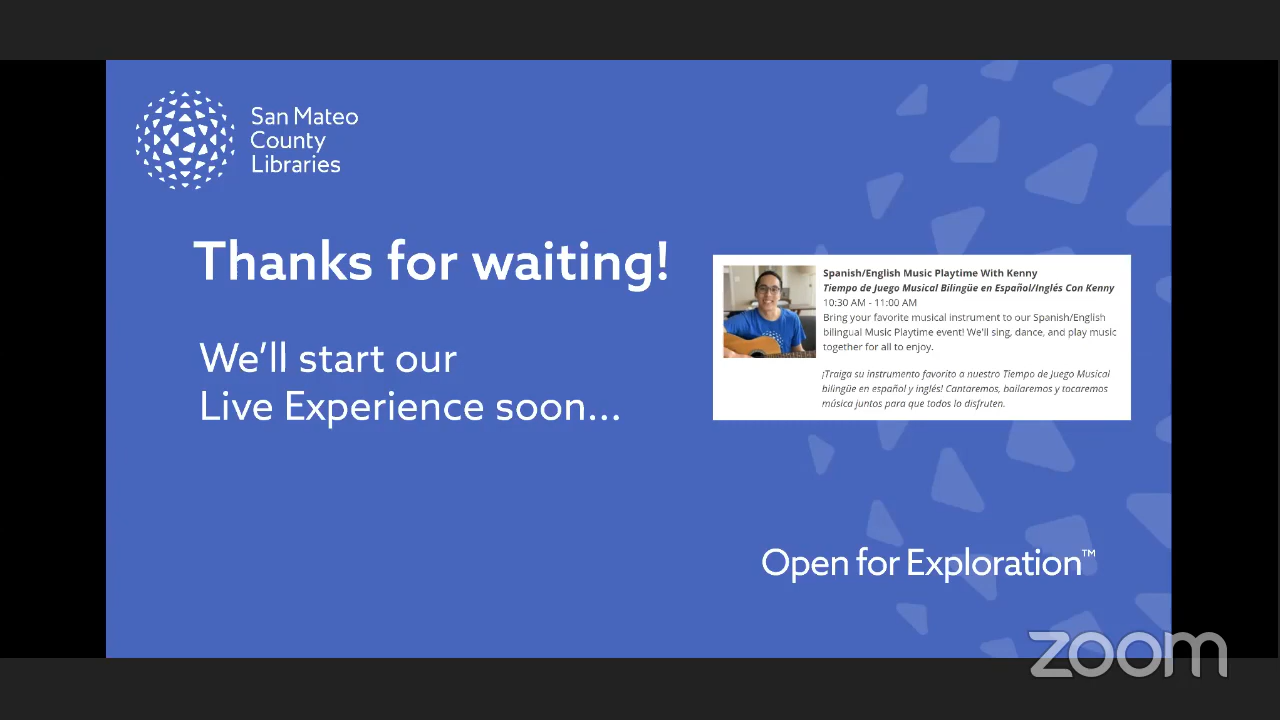 San Mateo
County
Libraries
Thanks for waiting!
We'll start our
Live Experience soon...
Spanish/English Music Playtime With Kenny
Tiempo de Juego Musical Bilingüe en Español/Inglés Con Kenny
10:30 AM - 11:00 AM
Bring your favorite musical instrument to our Spanish/English
bilingual Music Playtime event! We'll sing, dance, and play music
together for all to enjoy.
¡Traiga su instrumento favorito a nuestro Tiempo de Juego Musical
bilingüe en español y inglés! Cantaremos, bailaremos y tocaremos
música juntos para que todos lo disfruten.
Open for Exploration™
zoom